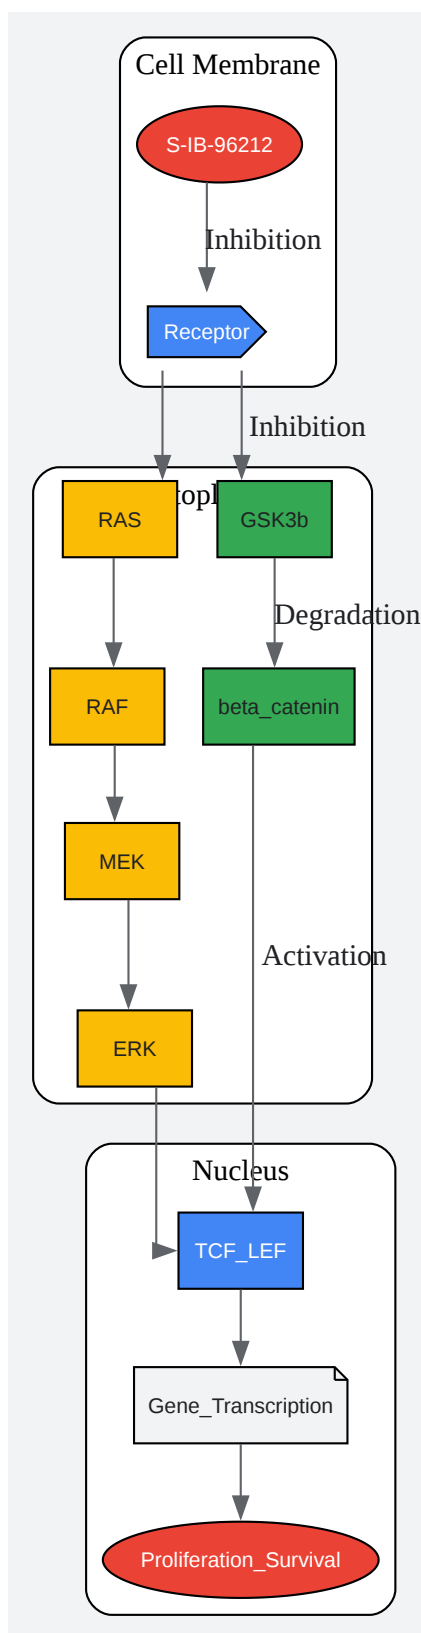 Cell Membrane
S-IB-96212
Inhibition
Receptor
Inhibition
RAS
GSK3b
Degradation
RAF
beta_catenin
MEK
Activation
ERK
Nucleus
TCF_LEF
Gene_Transcription
Proliferation_Survival